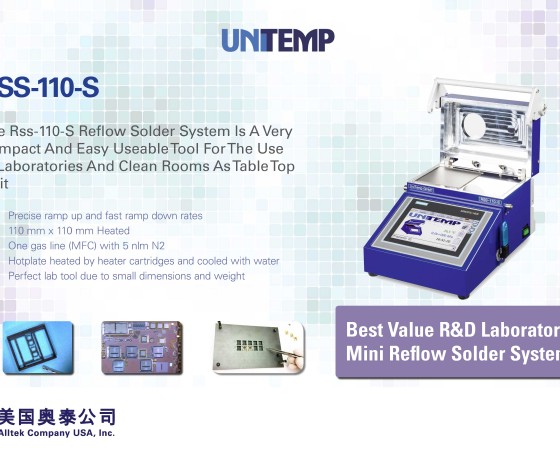 UNITEMP
SS-110-S
e Rss-110-S Reflow Solder System Is A Very
mpact And Easy Useable Tool For The Use
Laboratories And Clean Rooms As Table Top
it
Precise ramp up and fast ramp down rates
110 mm x 110 mm Heated
One gas line (MFC) with 5 nlm N2
Hotplate heated by heater cartridges and cooled with water
Perfect lab tool due to small dimensions and weight
UNITEMP
Best Value R&D Laborator
Mini Reflow Solder System
美国奥泰公司
Alltek Company USA, Inc.